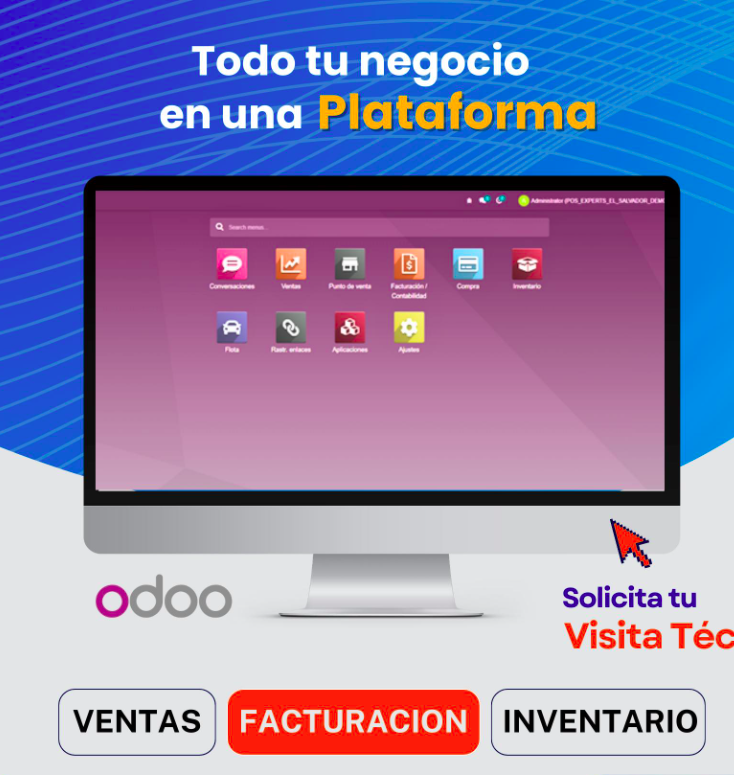 Todo tu negocio
en una Plataforma
Administrator (POS_EXPERTS_EL_SALVADOR_DEMO
Search menus...
Conversaciones
Ventas
Punto de venta
Facturación /
Contabilidad
Compra
Inventario
Flota
Rastr. enlaces
Aplicaciones
Ajustes
odoo
Solicita tu
Visita Téc
VENTAS
FACTURACION
INVENTARIO